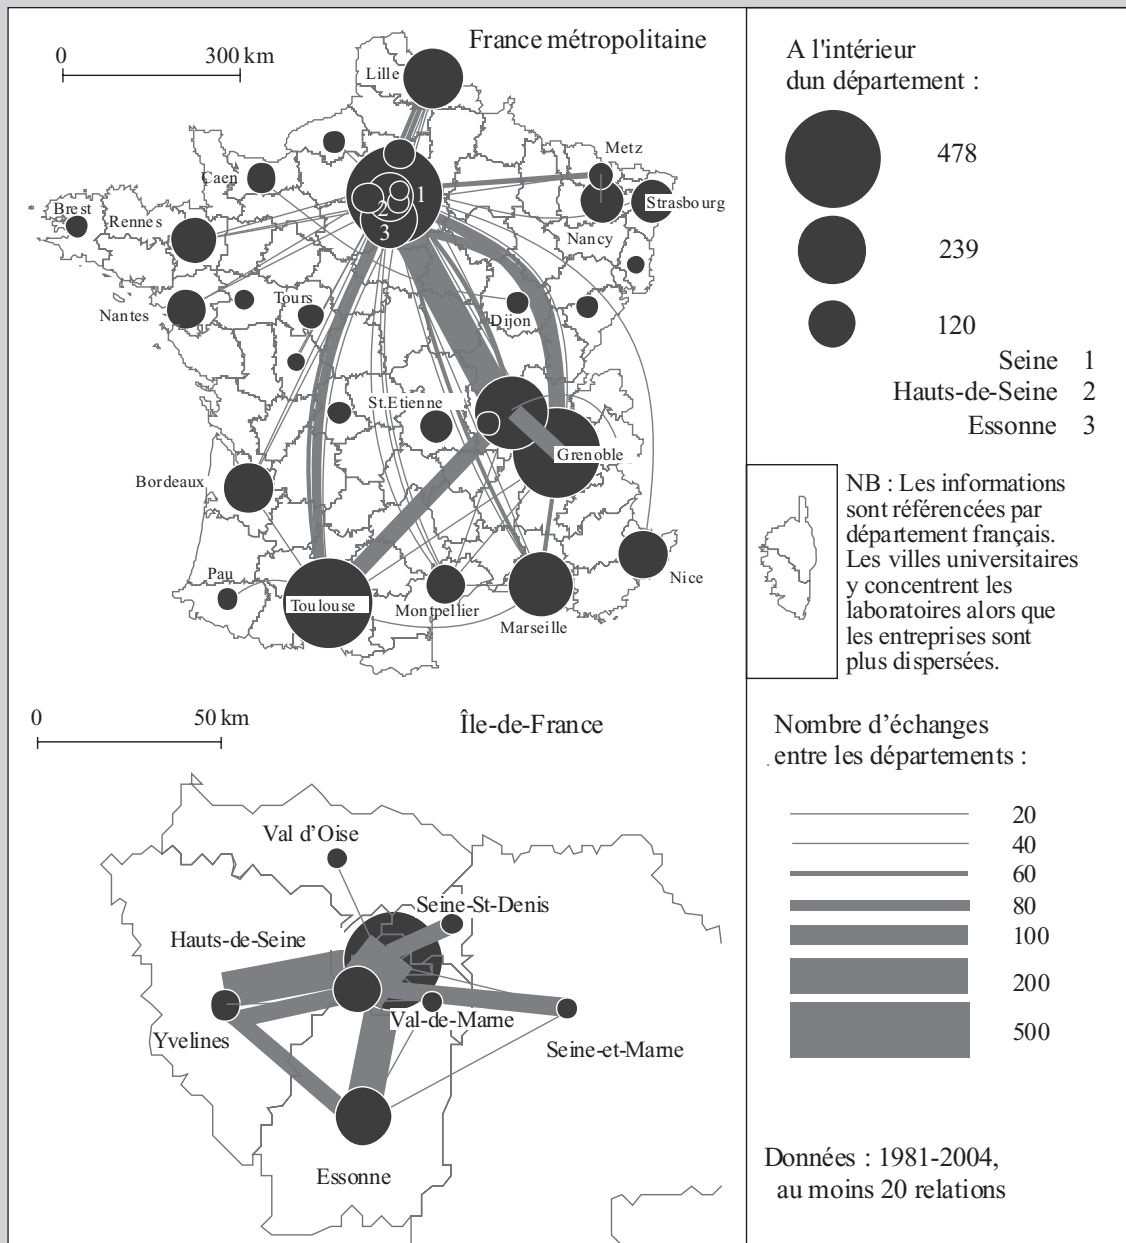 France métropolitaine
0 300 km
Lille
Caen
Metz
Brest
Rennes
Strasbourg
Nancy
1
2
3
Nantes
Tours
Dijon
St.Etienne
Grenoble
Bordeaux
Pau
Toulouse
Montpellier
Marseille
Nice
A l'intérieur
dun département :
478
239
120
Seine 1
Hauts-de-Seine 2
Essonne 3
NB : Les informations
sont référencées par
département français.
Les villes universitaires
y concentrent les
laboratoires alors que
les entreprises sont
plus dispersées.
0 50 km
Île-de-France
Val d’Oise
Seine-St-Denis
Hauts-de-Seine
Yvelines
Val-de-Marne
Seine-et-Marne
Essonne
Nombre d’échanges
entre les départements :
20
40
60
80
100
200
500
Données : 1981-2004,
au moins 20 relations